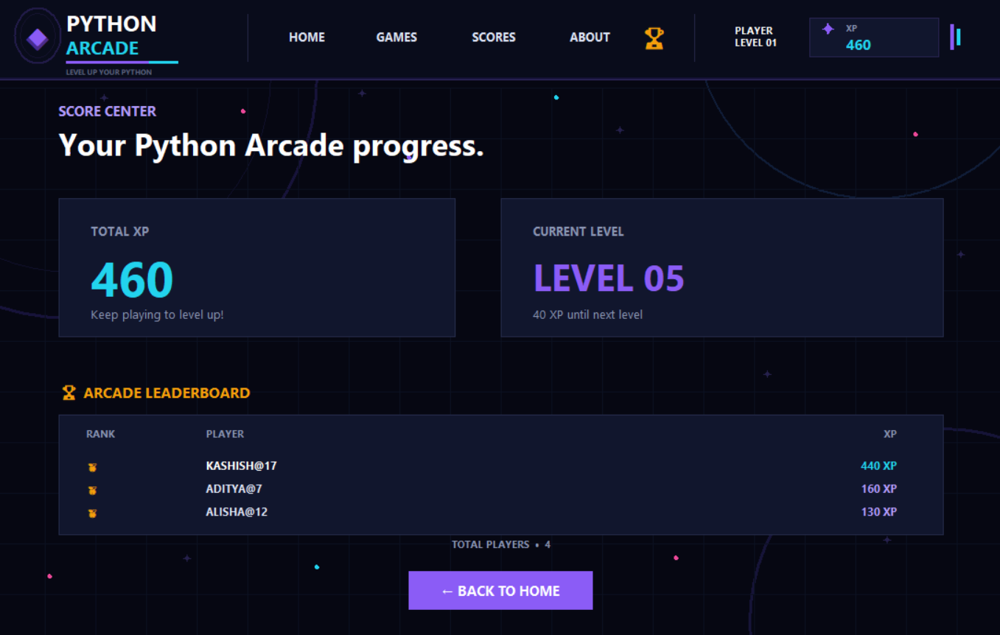 PYTHON
ARCADE
LEVEL UP YOUR PYTHON
HOME GAMES SCORES ABOUT
PLAYER
LEVEL 01
XP
460
SCORE CENTER
Your Python Arcade progress.
TOTAL XP
460
Keep playing to level up!
CURRENT LEVEL
LEVEL 05
40 XP until next level
ARCADE LEADERBOARD
RANK PLAYER XP
KASHISH@17 440 XP
ADITYA@7 160 XP
ALISHA@12 130 XP
TOTAL PLAYERS • 4
← BACK TO HOME